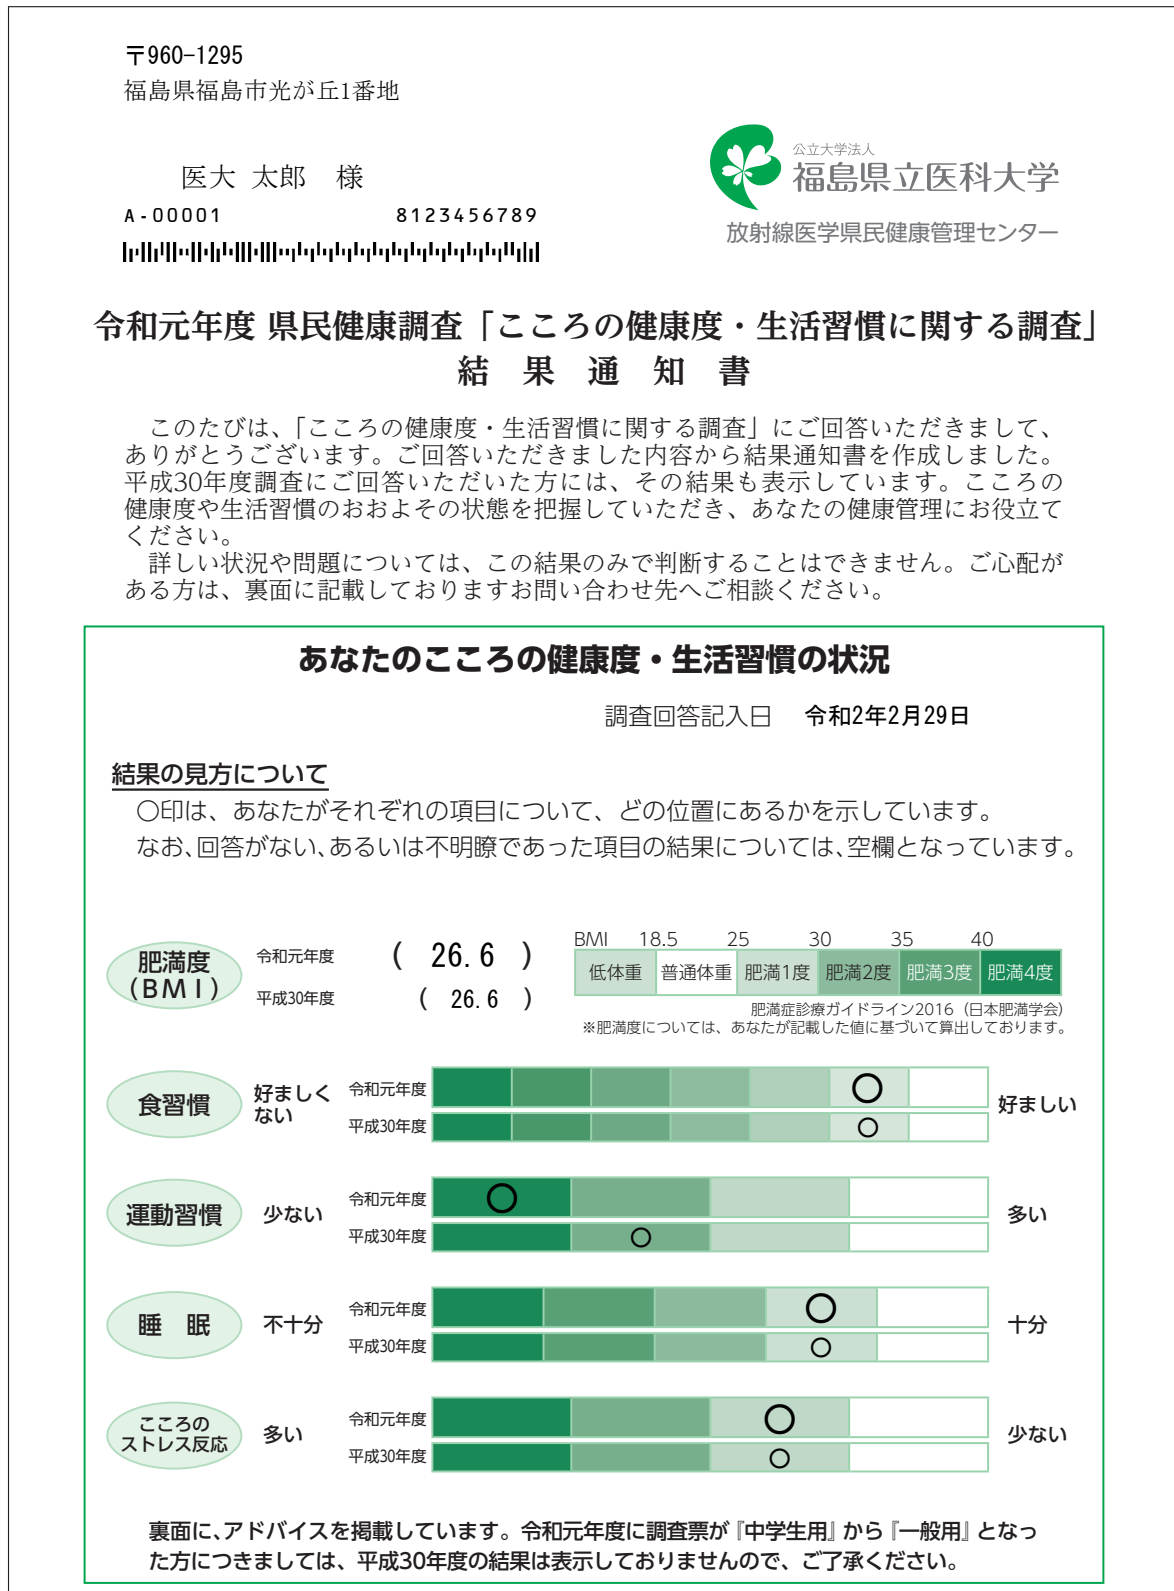 〒960-1295
福島県福島市光が丘1番地
医大 太郎 様
A-00001 8123456789
公立大学法人
福島県立医科大学
放射線医学県民健康管理センター
令和元年度 県民健康調査「こころの健康度・生活習慣に関する調査」
結 果 通 知 書
このたびは、「こころの健康度・生活習慣に関する調査」にご回答いただきまして、
ありがとうございます。ご回答いただきました内容から結果通知書を作成しました。
平成30年度調査にご回答いただいた方には、その結果も表示しています。こころの
健康度や生活習慣のおおよその状態を把握していただき、あなたの健康管理にお役立て
ください。
詳しい状況や問題については、この結果のみで判断することはできません。ご心配が
ある方は、裏面に記載しておりますお問い合わせ先へご相談ください。
あなたのこころの健康度・生活習慣の状況
調査回答記入日 令和2年2月29日
結果の見方について
○印は、あなたがそれぞれの項目について、どの位置にあるかを示しています。
なお、回答がない、あるいは不明瞭であった項目の結果については、空欄となっています。
肥満度
(BMI)
令和元年度 ( 26.6 )
平成30年度 ( 26.6 )
BMI 18.5 25 30 35 40
低体重 普通体重 肥満1度 肥満2度 肥満3度 肥満4度
肥満症診療ガイドライン2016(日本肥満学会)
※肥満度については、あなたが記載した値に基づいて算出しております。
食習慣
好ましく
ない
令和元年度
平成30年度
好ましい
運動習慣
少ない
令和元年度
平成30年度
多い
睡 眠
不十分
令和元年度
平成30年度
十分
こころの
ストレス反応
多い
令和元年度
平成30年度
少ない
裏面に、アドバイスを掲載しています。令和元年度に調査票が『中学生用』から『一般用』となっ
た方につきましては、平成30年度の結果は表示しておりませんので、ご了承ください。